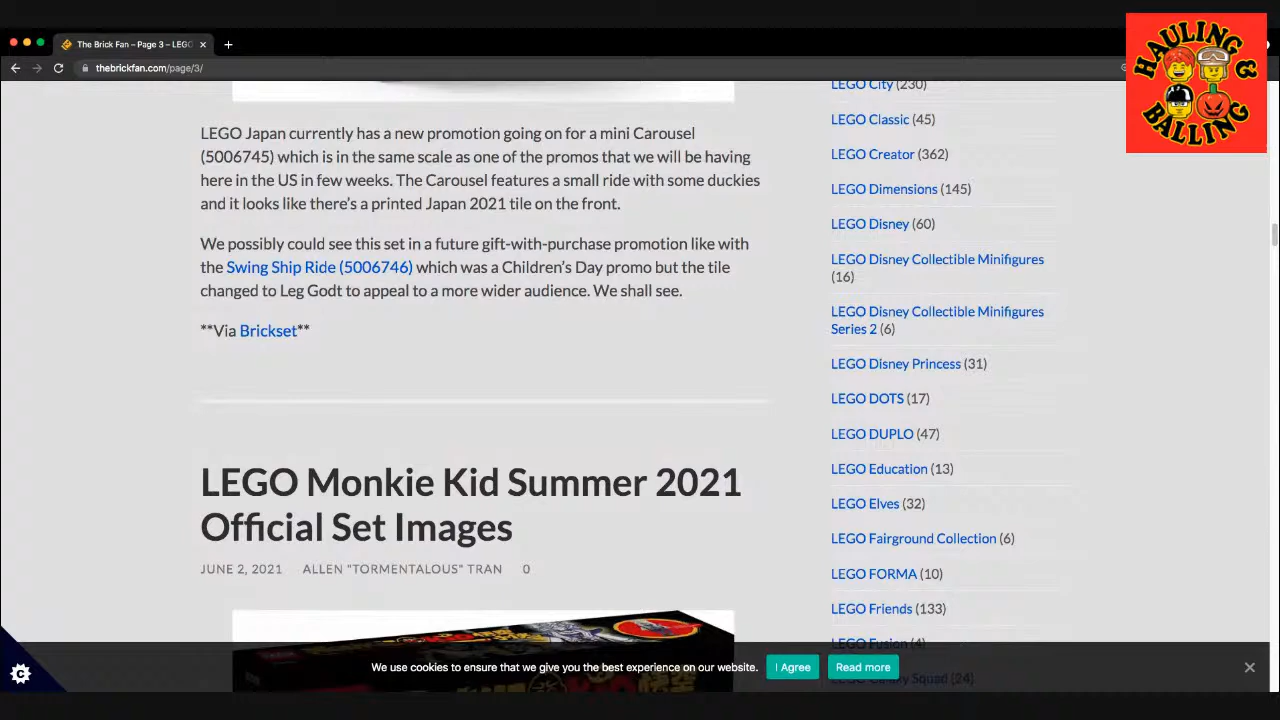 The Brick Fan – Page 3 – LEGO
thebrickfan.com/page/3/
HAULING &
BALLING
LEGO Japan currently has a new promotion going on for a mini Carousel
(5006745) which is in the same scale as one of the promos that we will be having
here in the US in few weeks. The Carousel features a small ride with some duckies
and it looks like there’s a printed Japan 2021 tile on the front.
We possibly could see this set in a future gift-with-purchase promotion like with
the Swing Ship Ride (5006746) which was a Children’s Day promo but the tile
changed to Leg Godt to appeal to a more wider audience. We shall see.
**Via Brickset**
LEGO Monkie Kid Summer 2021
Official Set Images
JUNE 2, 2021 ALLEN "TORMENTALOUS" TRAN 0
LEGO City (230)
LEGO Classic (45)
LEGO Creator (362)
LEGO Dimensions (145)
LEGO Disney (60)
LEGO Disney Collectible Minifigures
(16)
LEGO Disney Collectible Minifigures
Series 2 (6)
LEGO Disney Princess (31)
LEGO DOTS (17)
LEGO DUPLO (47)
LEGO Education (13)
LEGO Elves (32)
LEGO Fairground Collection (6)
LEGO FORMA (10)
LEGO Friends (133)
LEGO Fusion (4)
LEGO Galaxy Squad (24)
We use cookies to ensure that we give you the best experience on our website. I Agree Read more